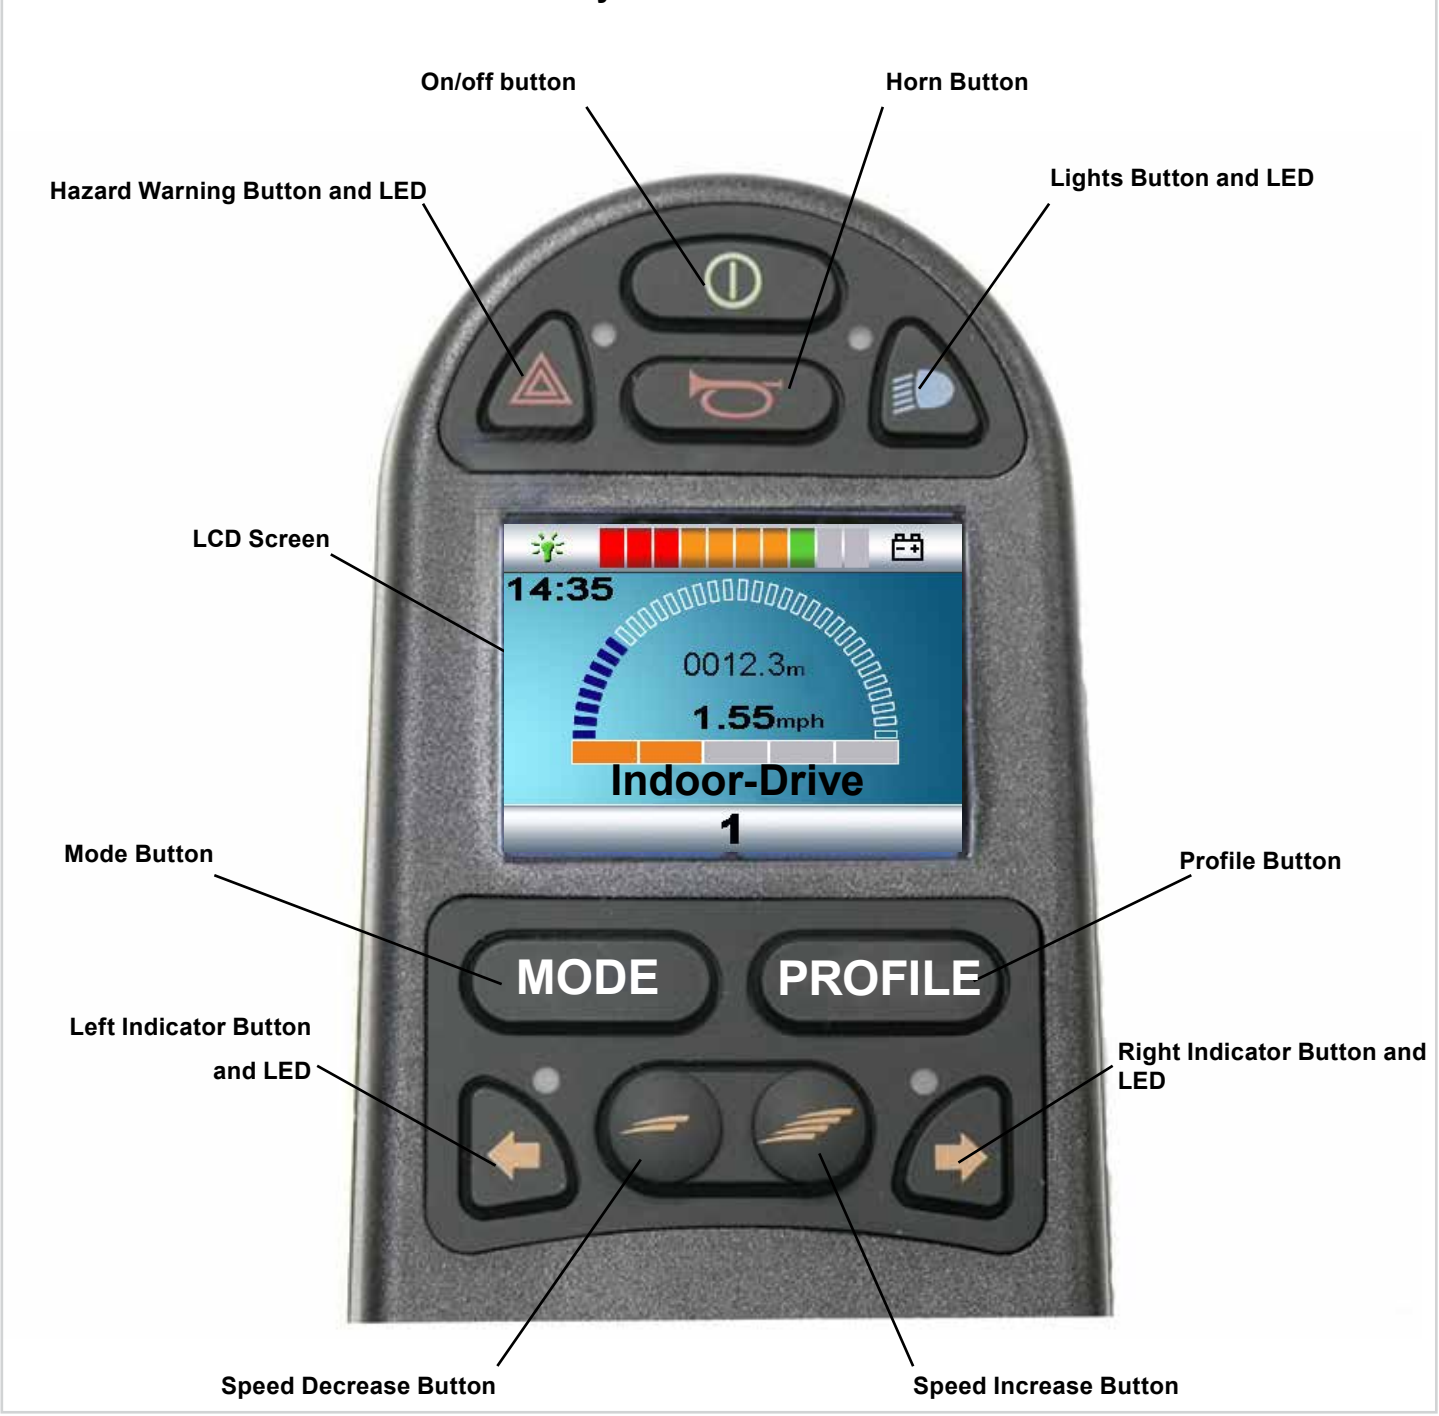 On/off button
Horn Button
Hazard Warning Button and LED
Lights Button and LED
LCD Screen
14:35
0012.3m
1.55mph
Indoor-Drive
1
Mode Button
Profile Button
MODE
PROFILE
Left Indicator Button
and LED
Right Indicator Button and
LED
Speed Decrease Button
Speed Increase Button